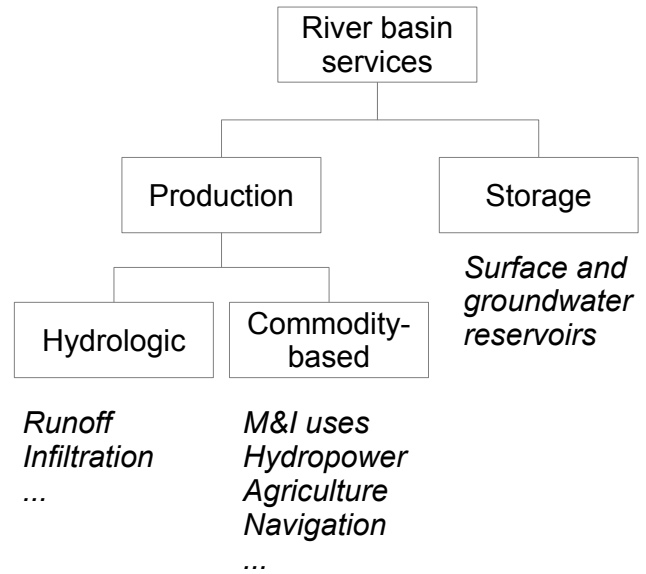 River basin
services
Production
Storage
Surface and
groundwater
reservoirs
Hydrologic
Commodity-
based
Runoff
Infiltration
...
M&I uses
Hydropower
Agriculture
Navigation
...